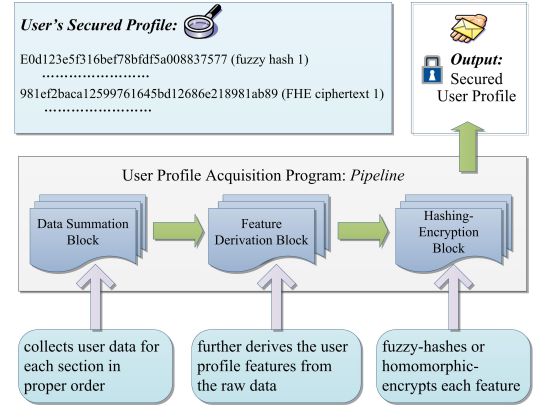 User's Secured Profile:
E0d123e5f316bef78bfdf5a008837577 (fuzzy hash 1)
........................
981ef2baca12599761645bd12686e218981ab89 (FHE ciphertext 1)
........................
Output:
Secured
User Profile
User Profile Acquisition Program: Pipeline
Data Summation
Block
Feature
Derivation Block
Hashing-
Encryption
Block
collects user data for
each section in
proper order
further derives the user
profile features from
the raw data
fuzzy-hashes or
homomorphic-
encrypts each feature